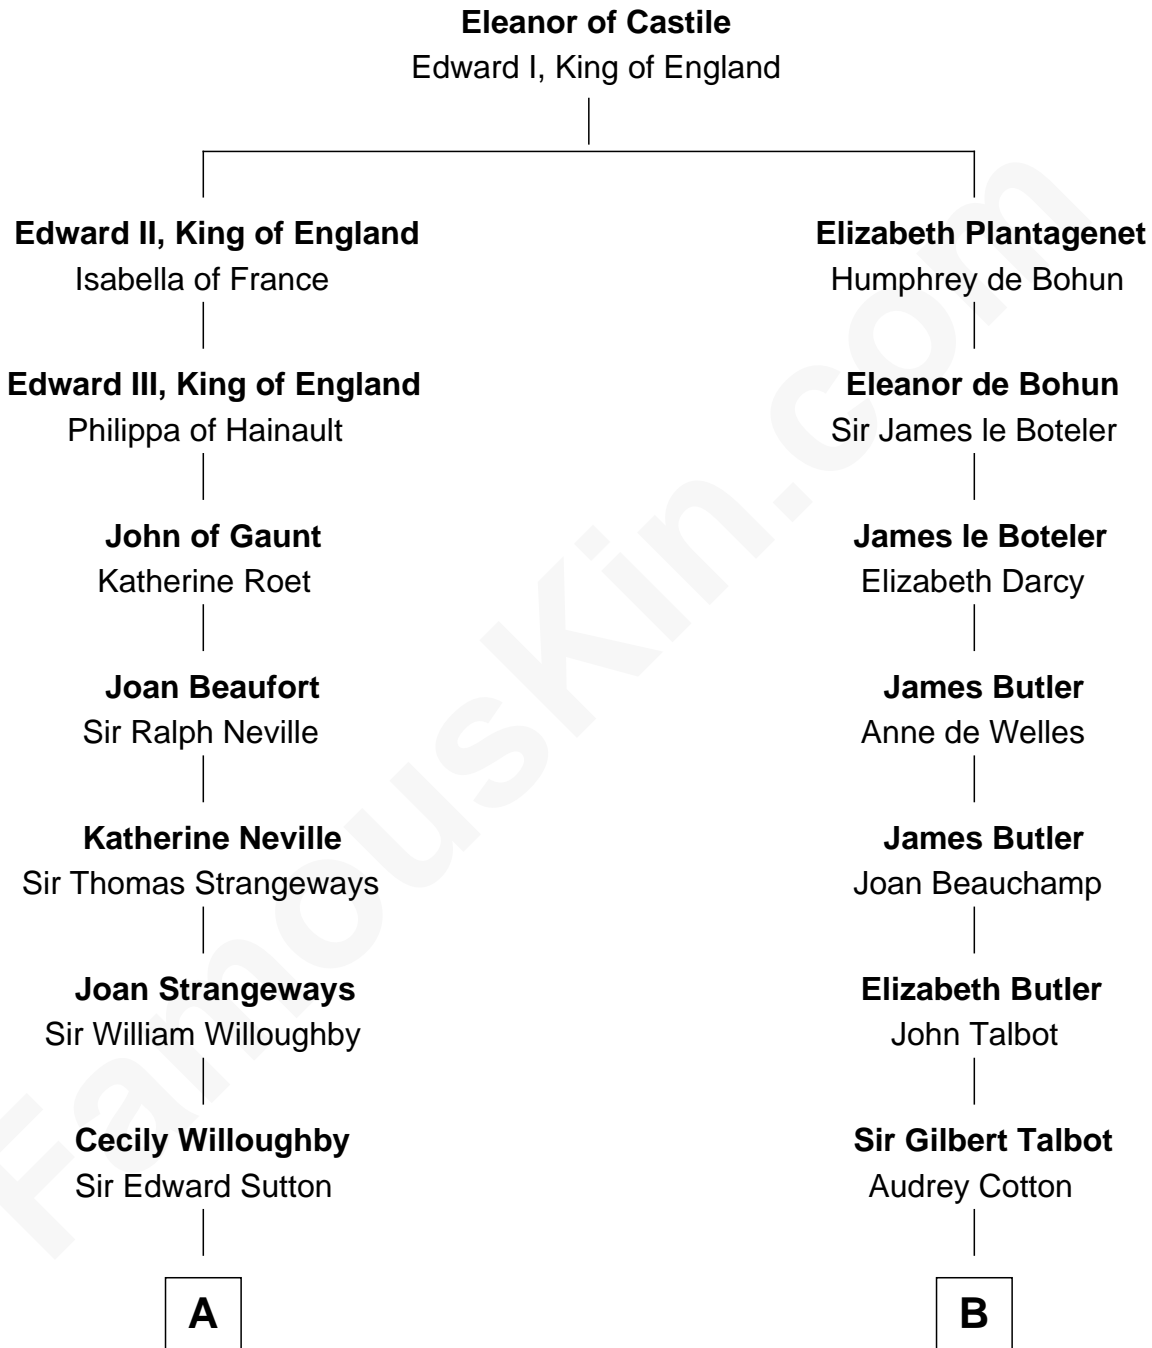 Eleanor of Castile
Edward I, King of England
Edward II, King of England
Isabella of France
Edward III, King of England
Philippa of Hainault
John of Gaunt
Katherine Roet
Joan Beaufort
Sir Ralph Neville
Katherine Neville
Sir Thomas Strangeways
Joan Strangeways
Sir William Willoughby
Cecily Willoughby
Sir Edward Sutton
A
Elizabeth Plantagenet
Humphrey de Bohun
Eleanor de Bohun
Sir James le Boteler
James le Boteler
Elizabeth Darcy
James Butler
Anne de Welles
James Butler
Joan Beauchamp
Elizabeth Butler
John Talbot
Sir Gilbert Talbot
Audrey Cotton
B
FamousKin.com